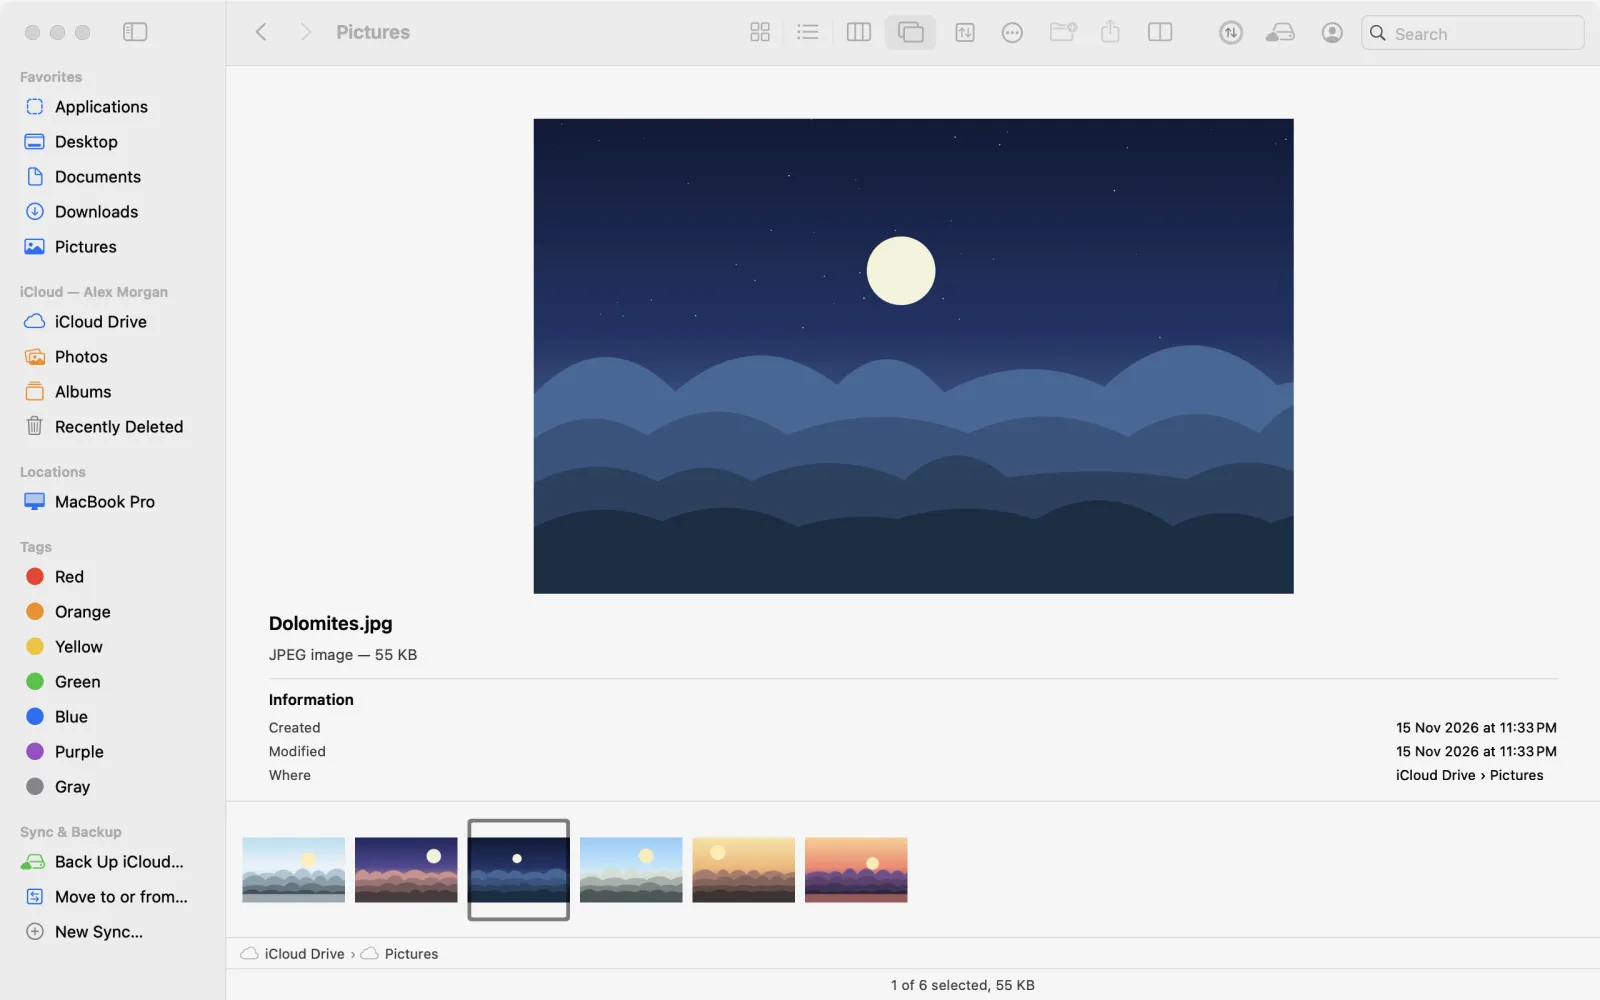 Pictures
Search
Favorites
Applications
Desktop
Documents
Downloads
Pictures
iCloud — Alex Morgan
iCloud Drive
Photos
Albums
Recently Deleted
Locations
MacBook Pro
Tags
Red
Orange
Yellow
Green
Blue
Purple
Gray
Sync & Backup
Back Up iCloud...
Move to or from...
New Sync...
Dolomites.jpg
JPEG image — 55 KB
Information
Created 15 Nov 2026 at 11:33 PM
Modified 15 Nov 2026 at 11:33 PM
Where iCloud Drive › Pictures
iCloud Drive › Pictures
1 of 6 selected, 55 KB